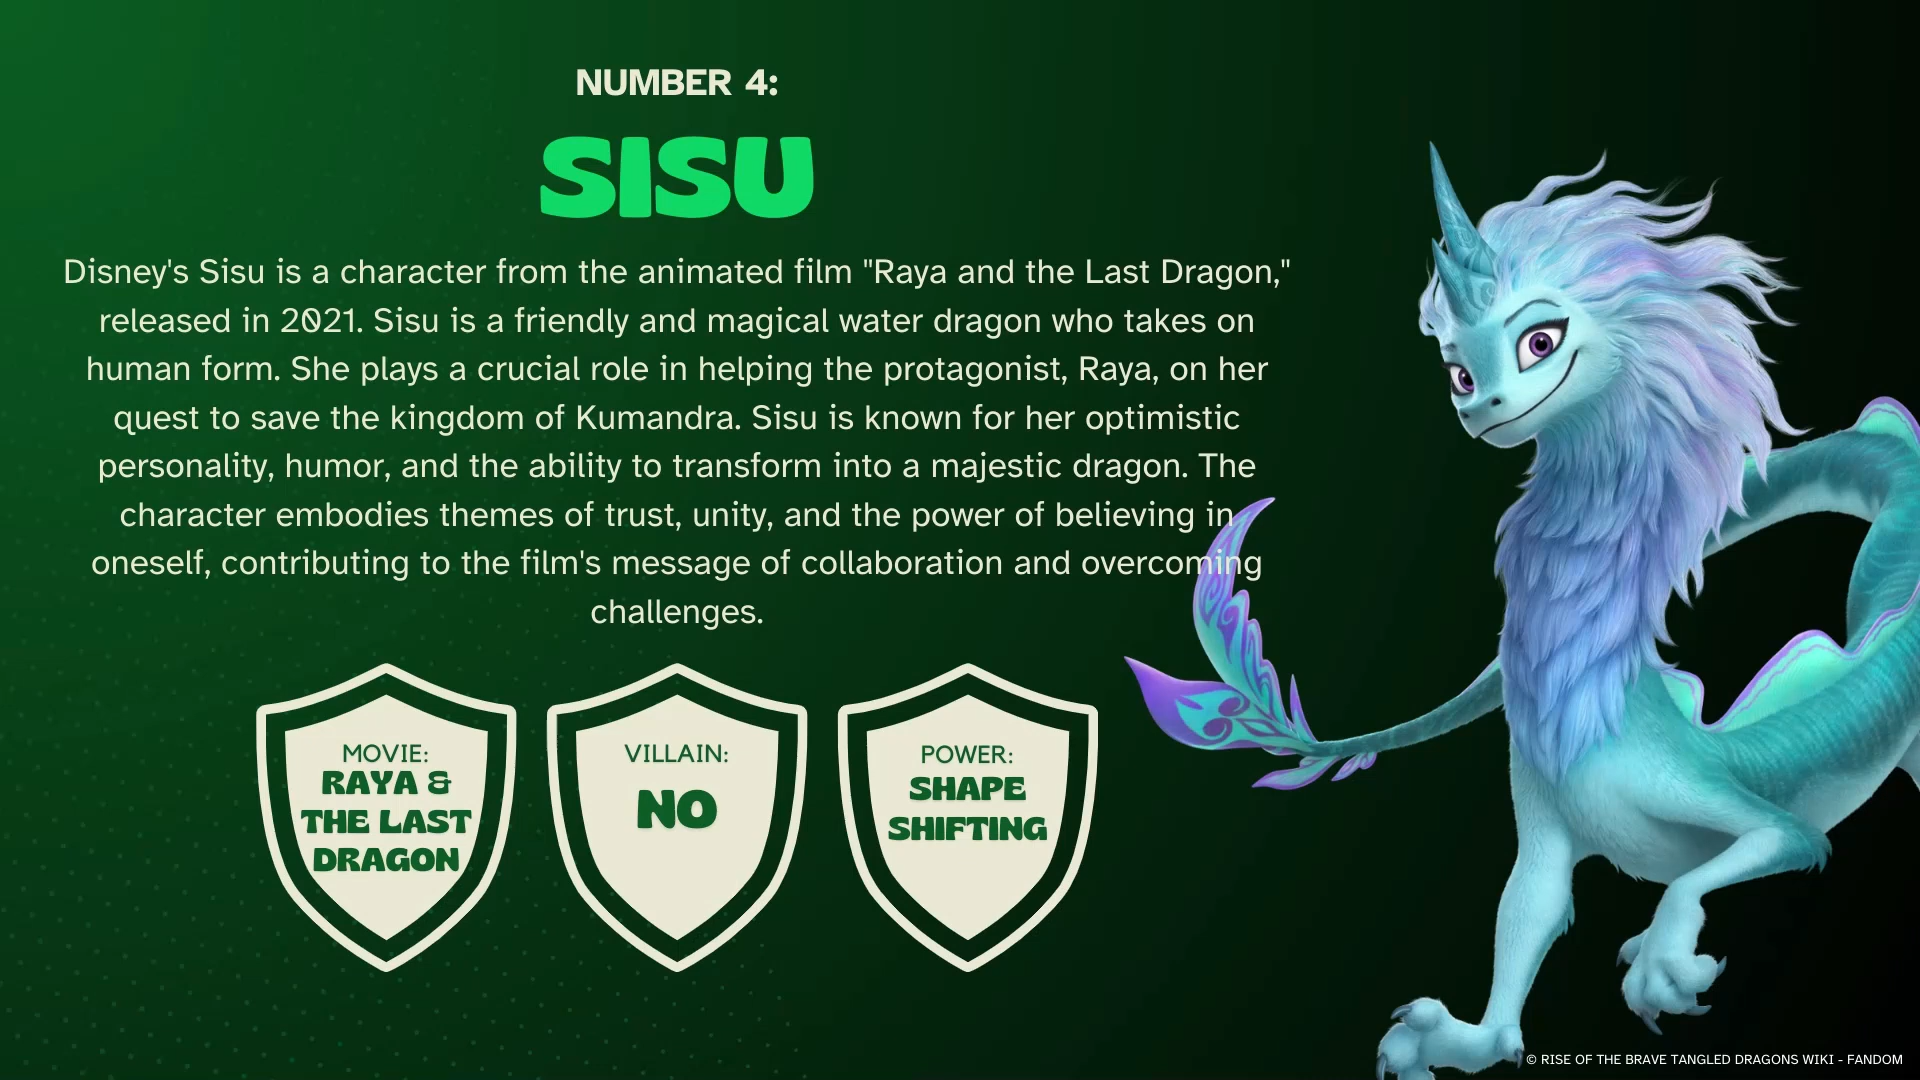 NUMBER 4:
SISU
Disney's Sisu is a character from the animated film "Raya and the Last Dragon,"
released in 2021. Sisu is a friendly and magical water dragon who takes on
human form. She plays a crucial role in helping the protagonist, Raya, on her
quest to save the kingdom of Kumandra. Sisu is known for her optimistic
personality, humor, and the ability to transform into a majestic dragon. The
character embodies themes of trust, unity, and the power of believing in
oneself, contributing to the film's message of collaboration and overcoming
challenges.
MOVIE:
RAYA &
THE LAST
DRAGON
VILLAIN:
NO
POWER:
SHAPE
SHIFTING
© RISE OF THE BRAVE TANGLED DRAGONS WIKI - FANDOM